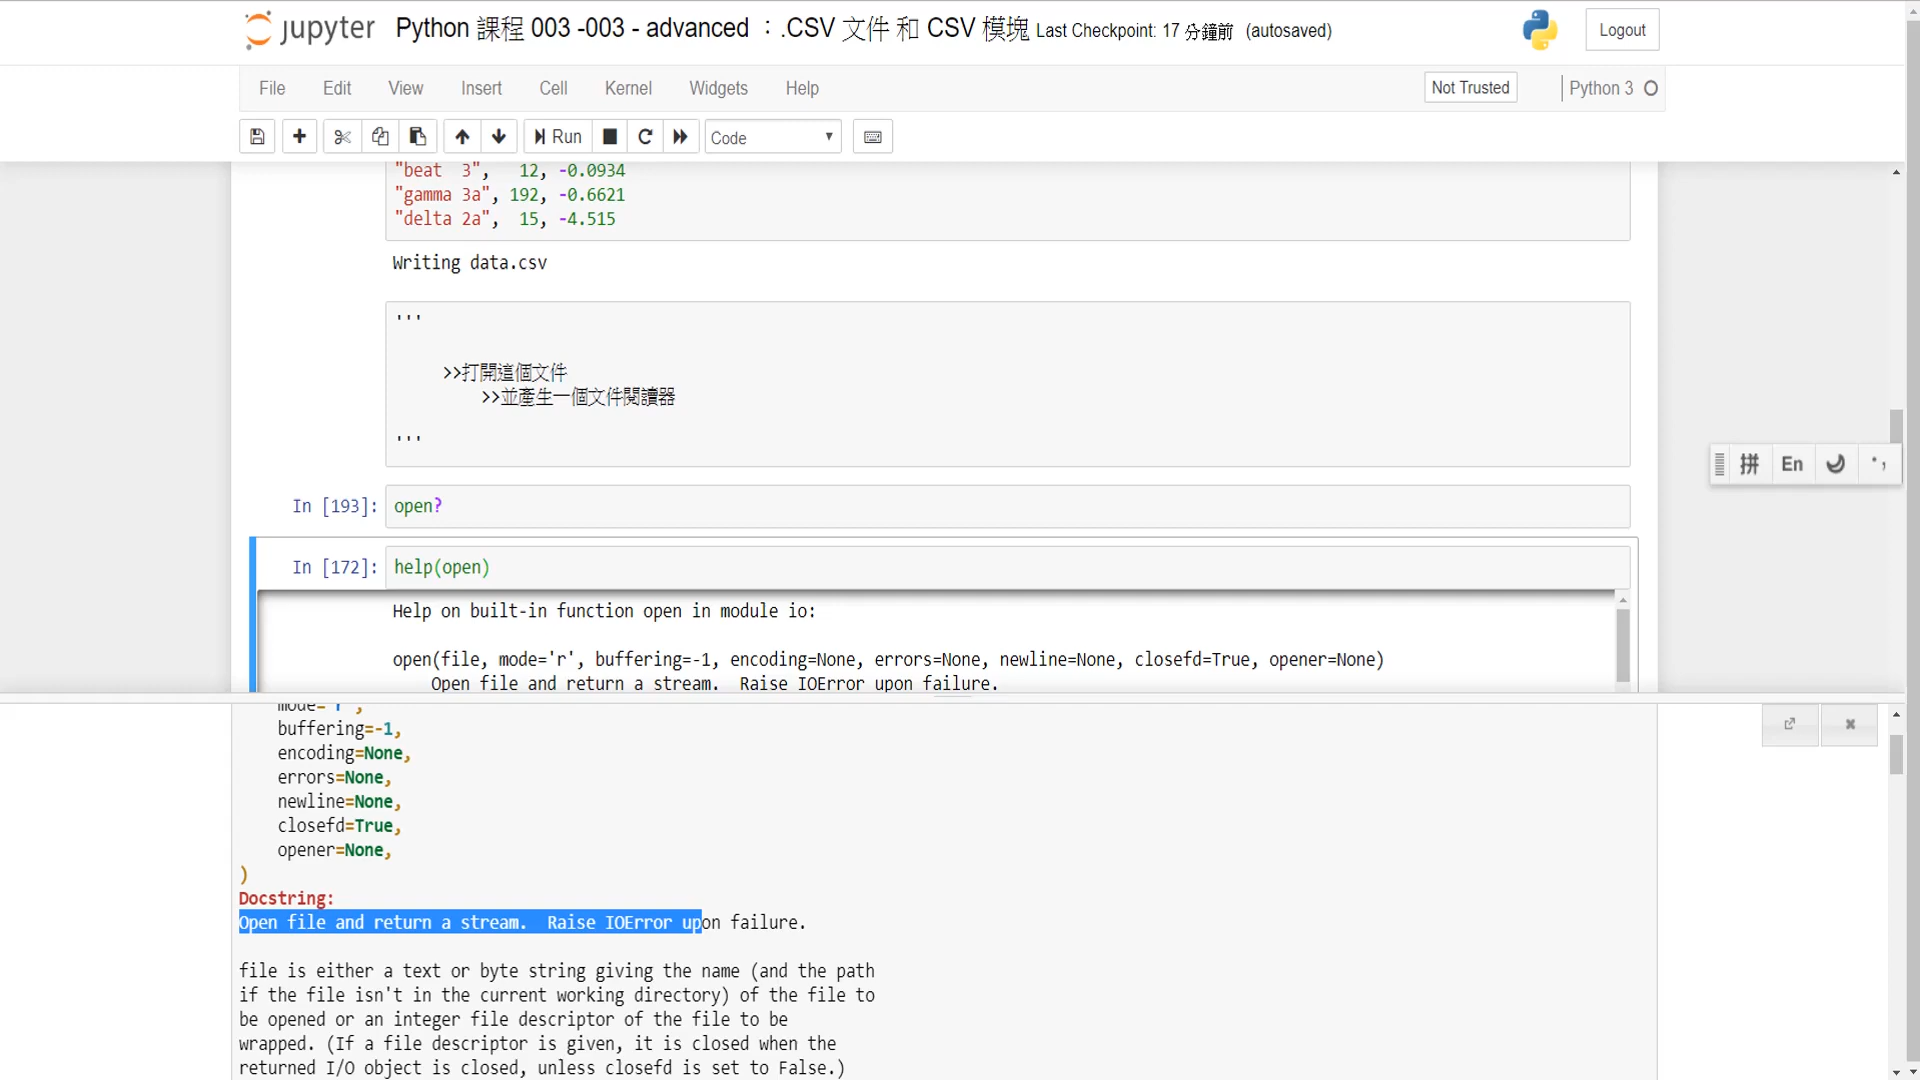 jupyter Python 課程 003 -003 - advanced ：.CSV 文件 和 CSV 模塊 Last Checkpoint: 17 分鐘前 (autosaved) Logout
File Edit View Insert Cell Kernel Widgets Help Not Trusted Python 3
Run Code
"beat  3",   12, -0.0934
"gamma 3a", 192, -0.6621
"delta 2a",  15, -4.515
Writing data.csv
'''
>>打開這個文件
>>並產生一個文件閱讀器
'''
拼 En
In [193]: open?
In [172]: help(open)
Help on built-in function open in module io:
open(file, mode='r', buffering=-1, encoding=None, errors=None, newline=None, closefd=True, opener=None)
Open file and return a stream.  Raise IOError upon failure.
mode='r',
buffering=-1,
encoding=None,
errors=None,
newline=None,
closefd=True,
opener=None,
)
Docstring:
Open file and return a stream.  Raise IOError upon failure.
file is either a text or byte string giving the name (and the path
if the file isn't in the current working directory) of the file to
be opened or an integer file descriptor of the file to be
wrapped. (If a file descriptor is given, it is closed when the
returned I/O object is closed, unless closefd is set to False.)